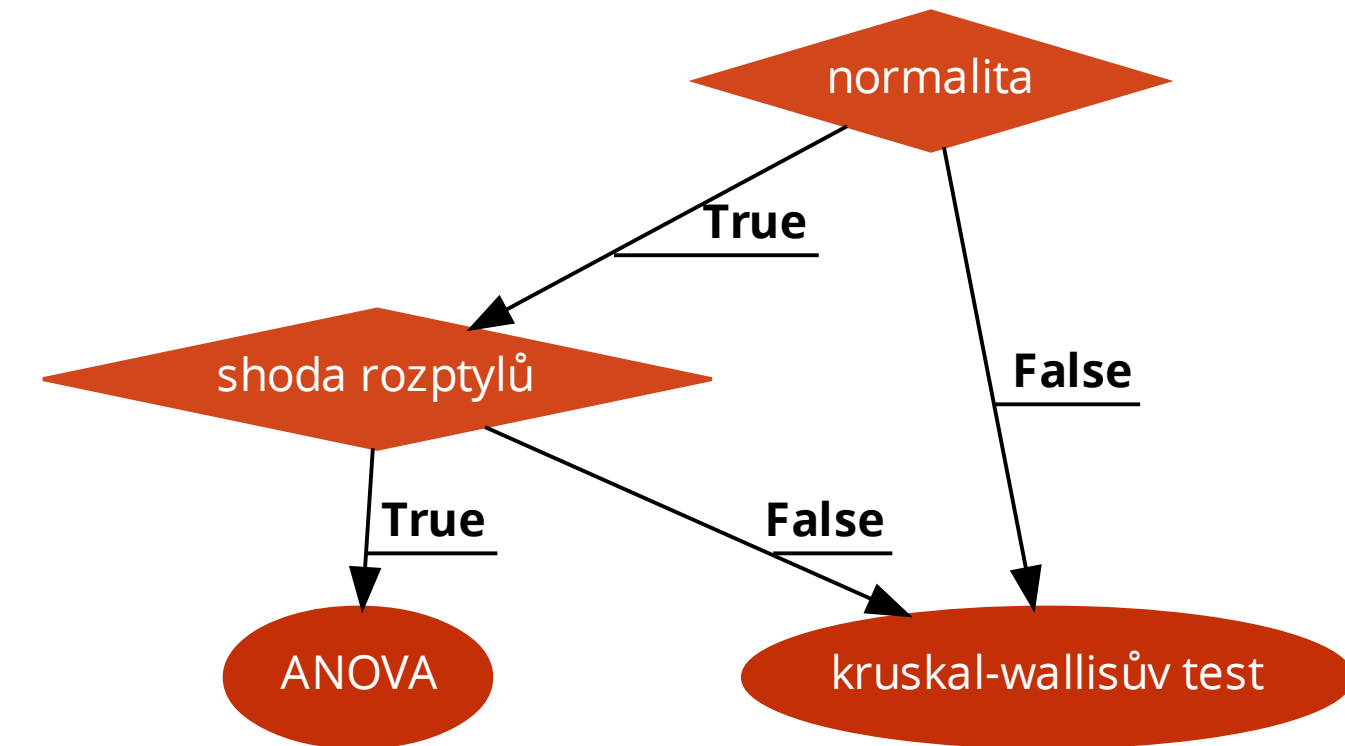 normalita
True
shoda rozptylů
False
True
False
ANOVA
kruskal-wallisův test